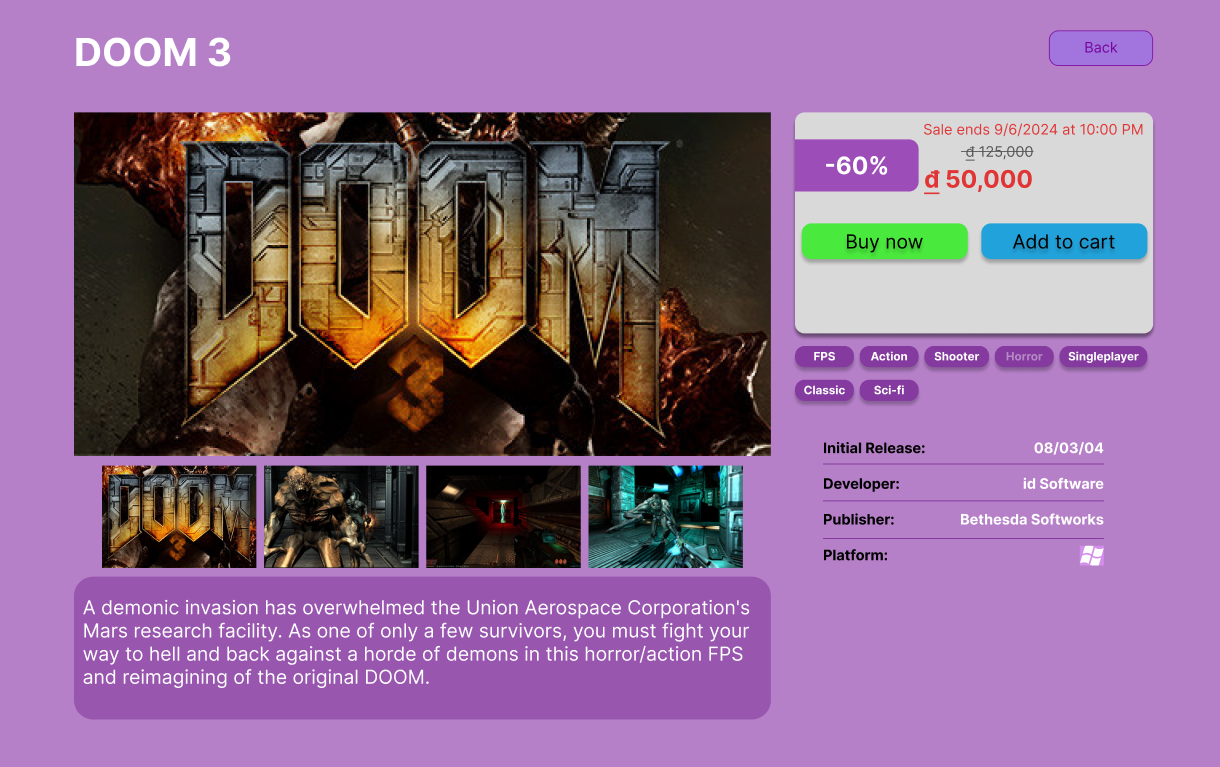 DOOM 3
Back
DOOM
3
Sale ends 9/6/2024 at 10:00 PM
-60%
đ 125,000
đ 50,000
Buy now
Add to cart
FPS Action Shooter Horror Singleplayer
Classic Sci-fi
DOOM
3
Initial Release: 08/03/04
Developer: id Software
Publisher: Bethesda Softworks
Platform:
A demonic invasion has overwhelmed the Union Aerospace Corporation's
Mars research facility. As one of only a few survivors, you must fight your
way to hell and back against a horde of demons in this horror/action FPS
and reimagining of the original DOOM.